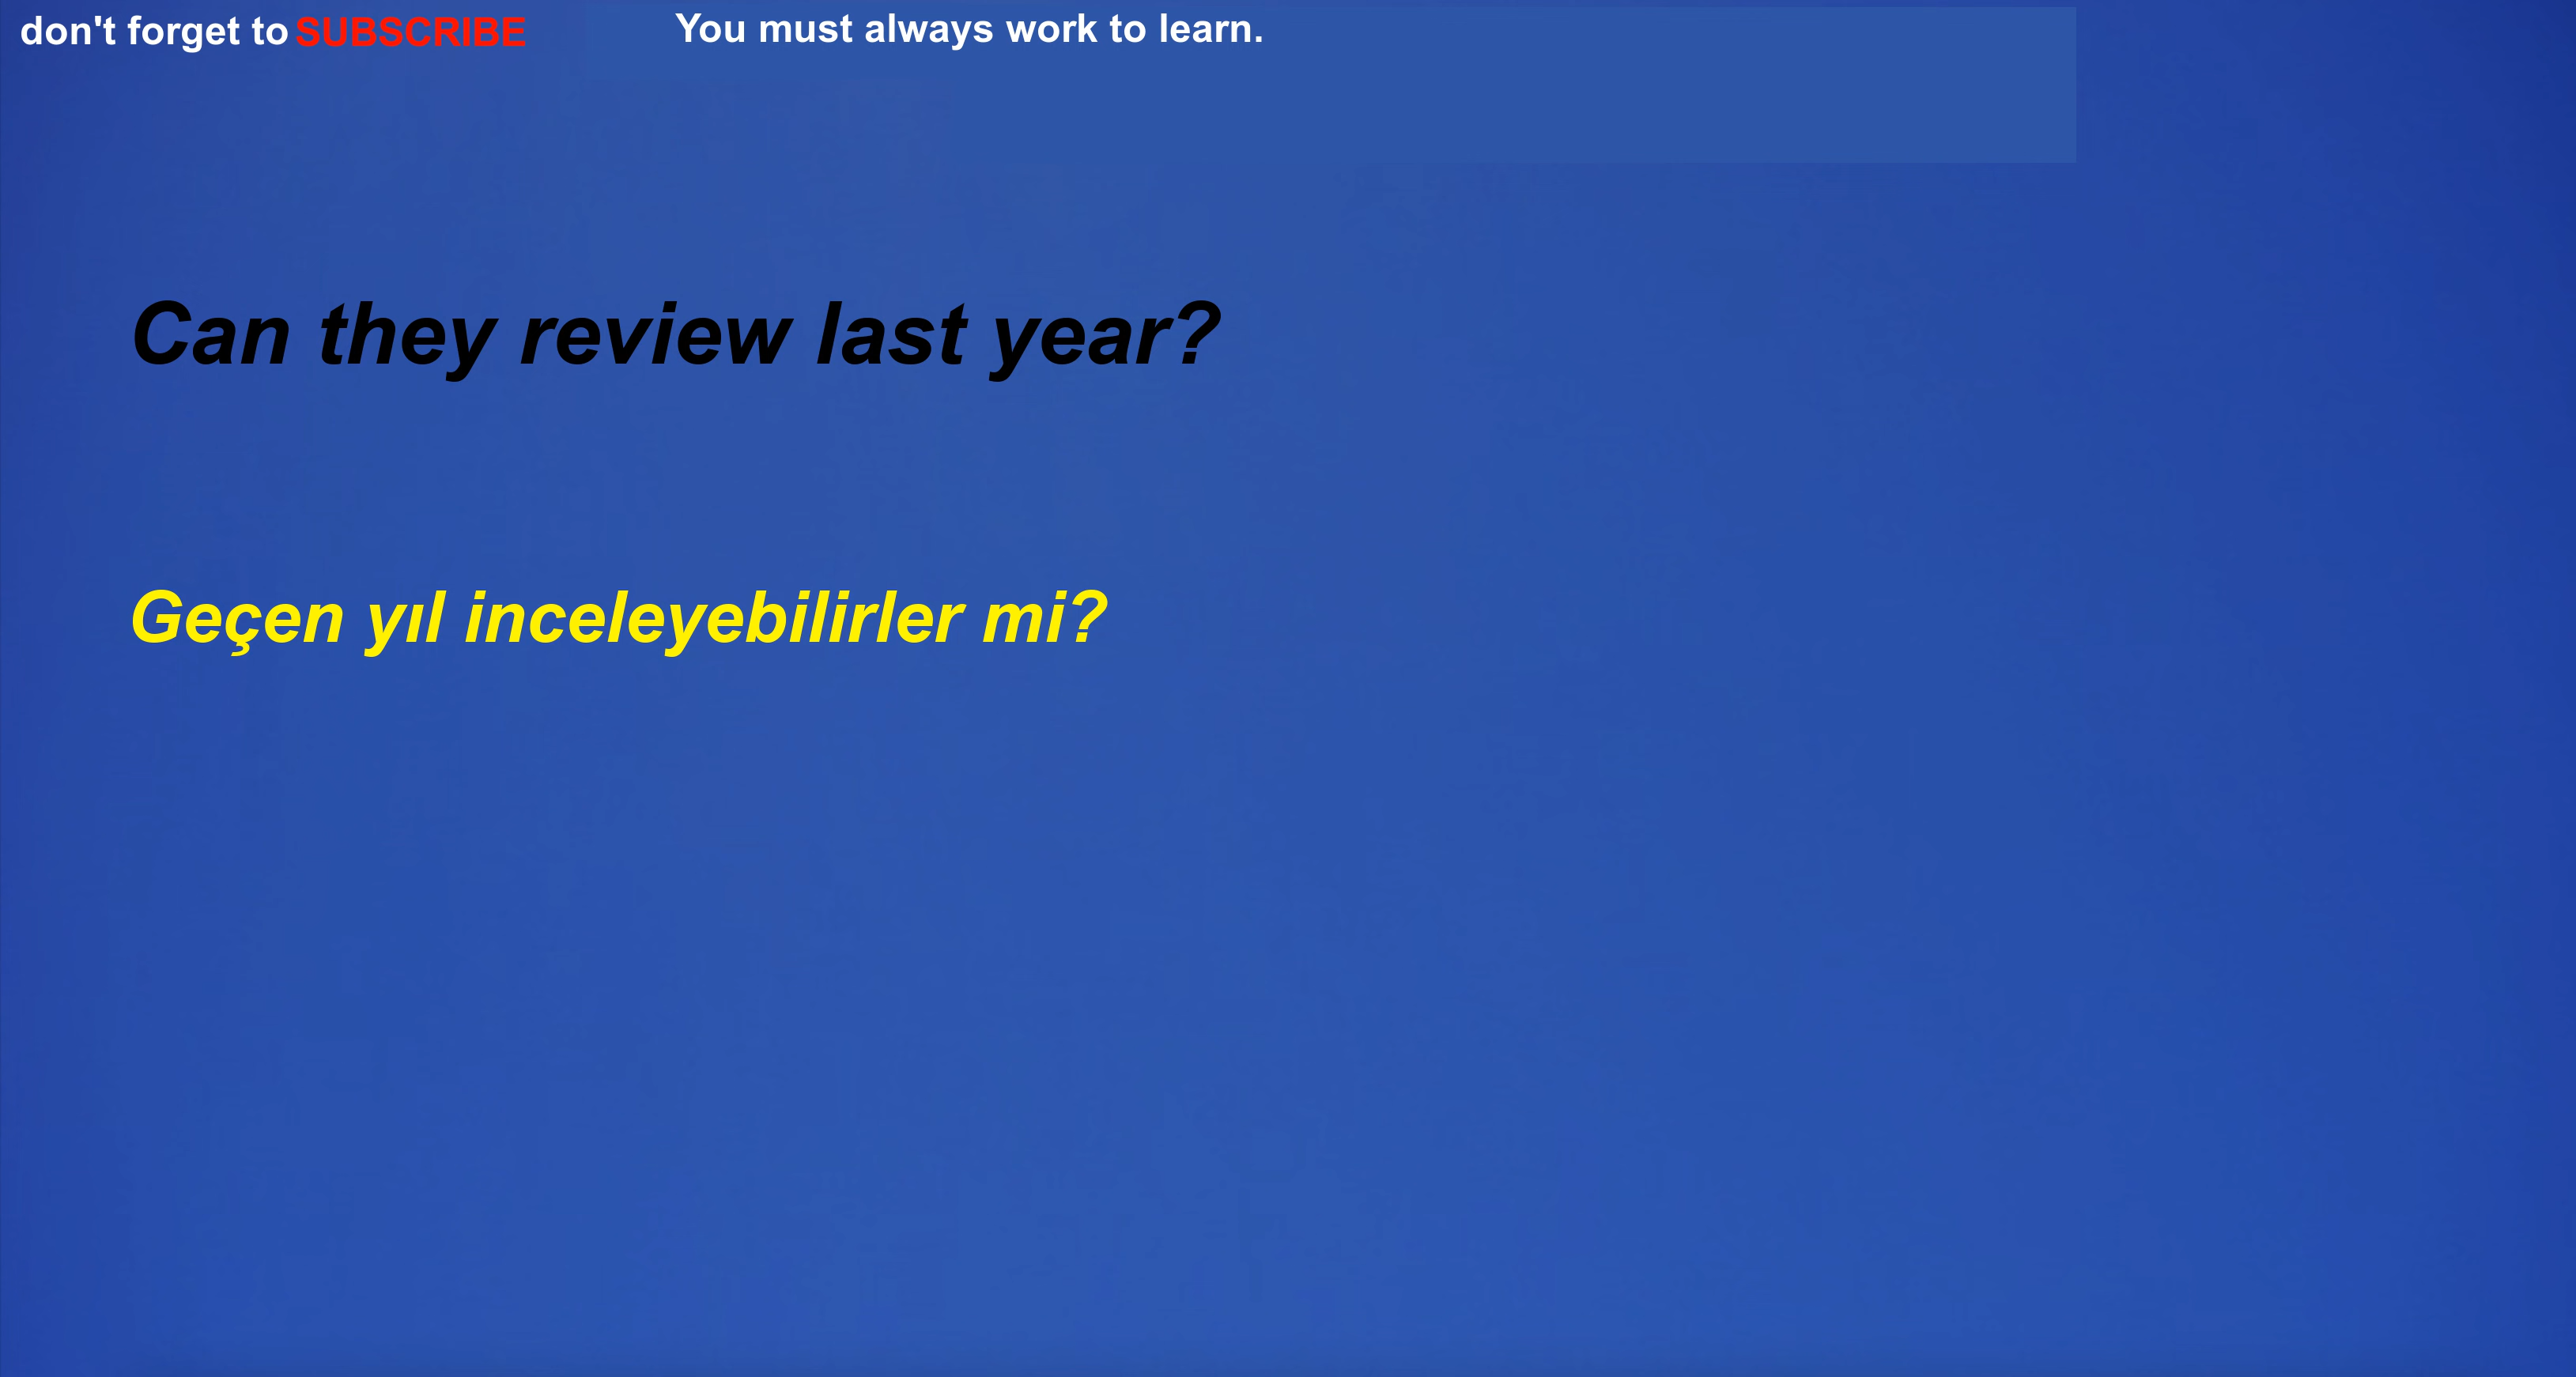 don't forget to SUBSCRIBE
You must always work to learn.
Can they review last year?
Geçen yıl inceleyebilirler mi?